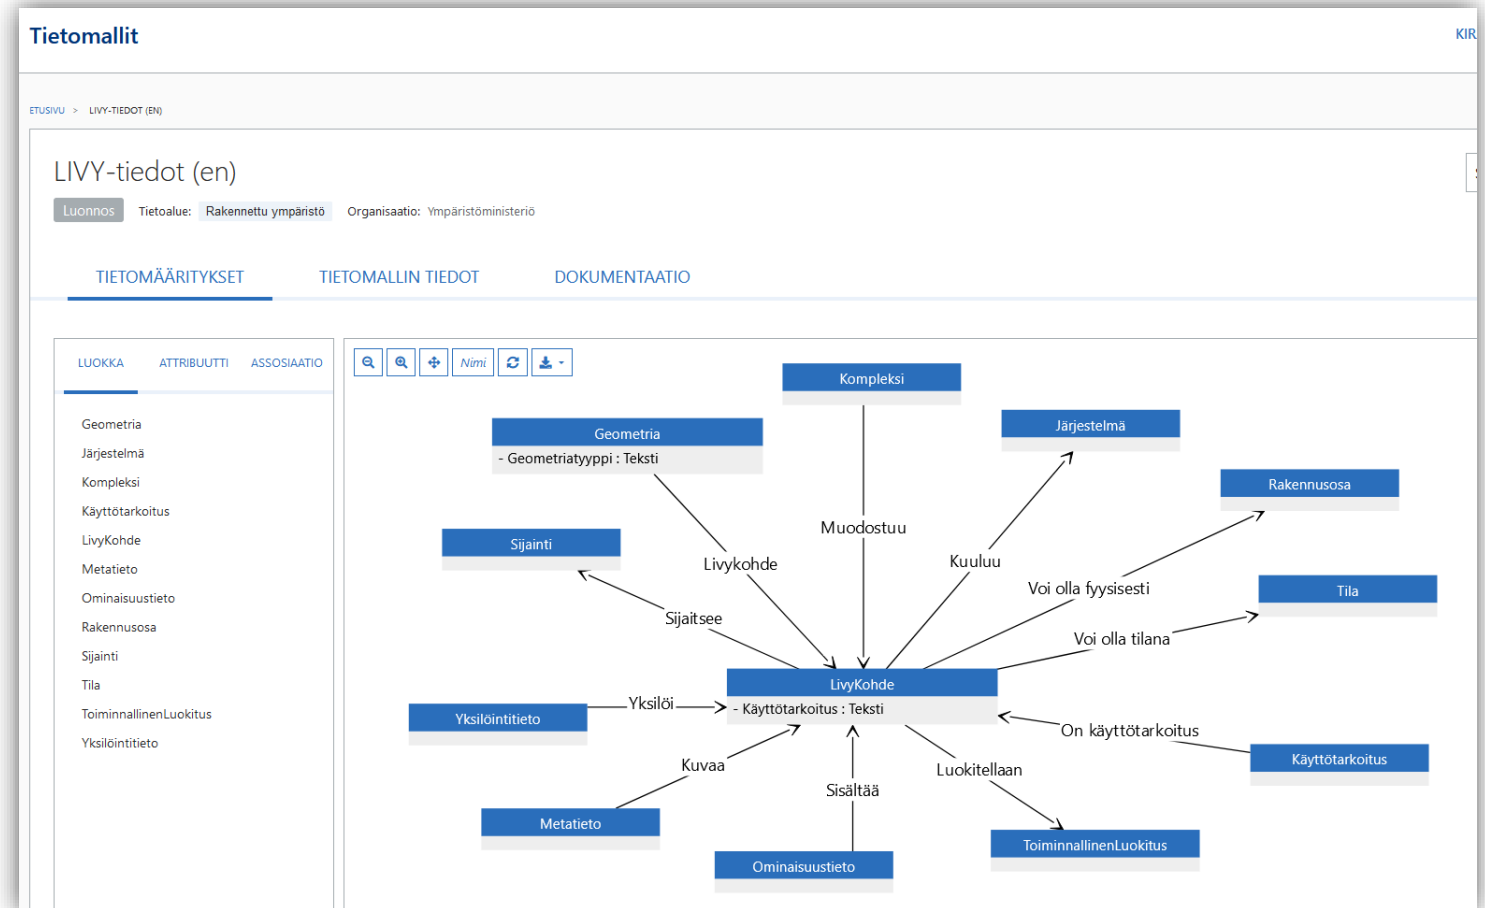 Tietomallit
KIR
ETUSIVU > LIVY-TIEDOT (EN)
LIVY-tiedot (en)
Luonnos Tietoalue: Rakennettu ympäristö Organisaatio: Ympäristöministeriö
TIETOMÄÄRITYKSET TIETOMALLIN TIEDOT DOKUMENTAATIO
LUOKKA ATTRIBUUTTI ASSOSIAATIO
Geometria
Järjestelmä
Kompleksi
Käyttötarkoitus
LivyKohde
Metatieto
Ominaisuustieto
Rakennusosa
Sijainti
Tila
ToiminnallinenLuokitus
Yksilöintitieto
Nimi
Kompleksi
Järjestelmä
Geometria
- Geometriatyyppi : Teksti
Rakennusosa
Muodostuu
Sijainti
Livykohde
Kuuluu
Voi olla fyysisesti
Tila
Sijaitsee
Voi olla tilana
LivyKohde
- Käyttötarkoitus : Teksti
Yksilöi
Yksilöintitieto
On käyttötarkoitus
Käyttötarkoitus
Kuvaa
Luokitellaan
Sisältää
Metatieto
ToiminnallinenLuokitus
Ominaisuustieto